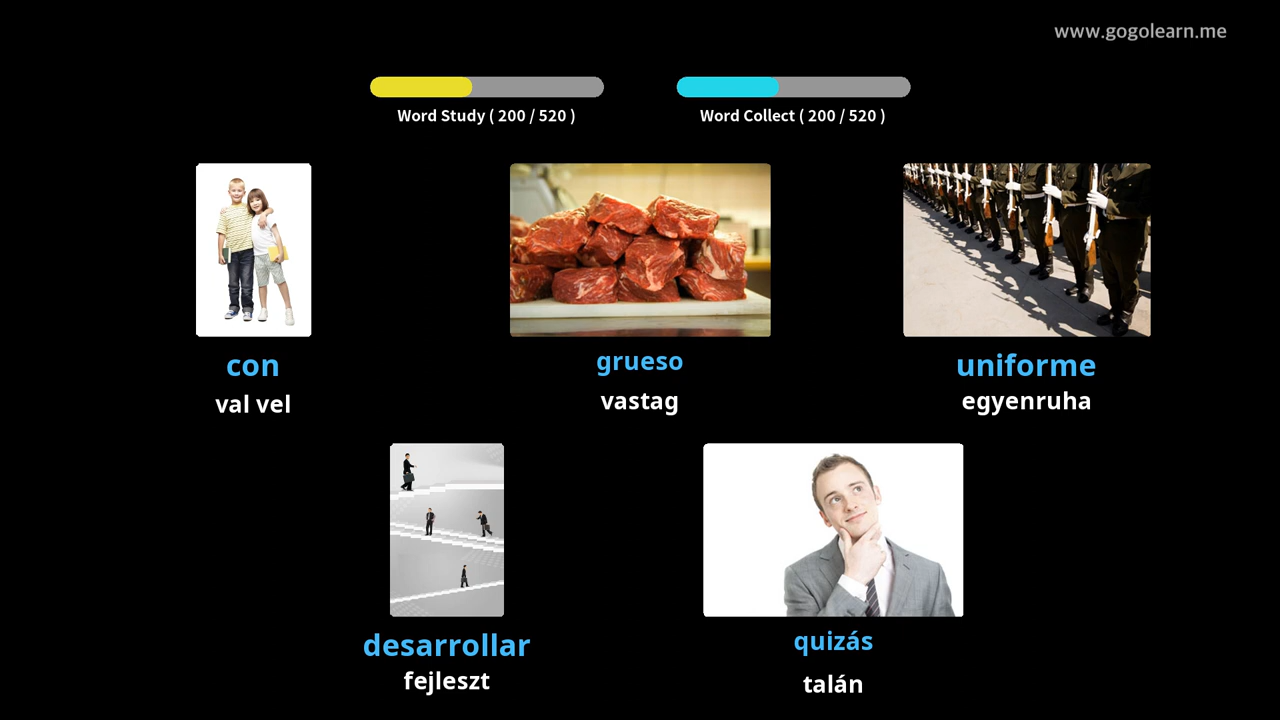 www.gogolearn.me
Word Study ( 200 / 520 )
Word Collect ( 200 / 520 )
con
val vel
grueso
vastag
uniforme
egyenruha
desarrollar
fejleszt
quizás
talán